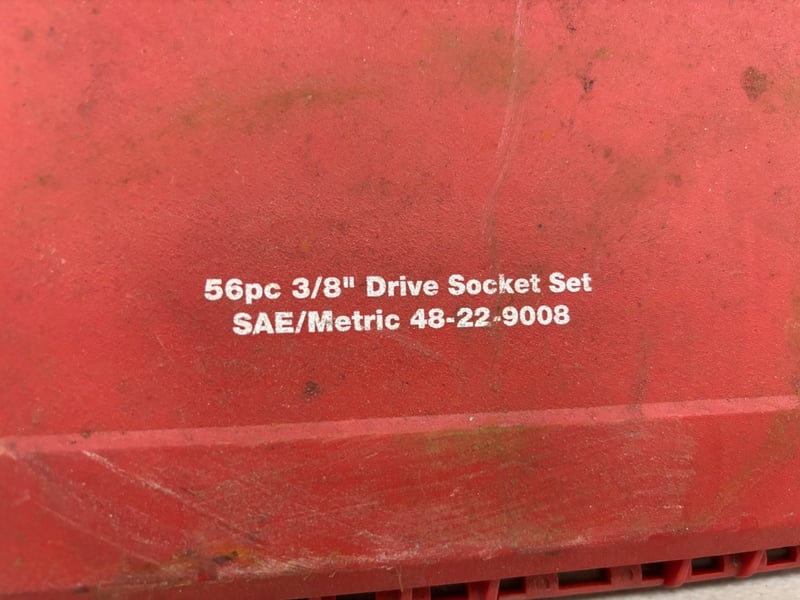 56pc 3/8" Drive Socket Set
SAE/Metric 48-22-9008